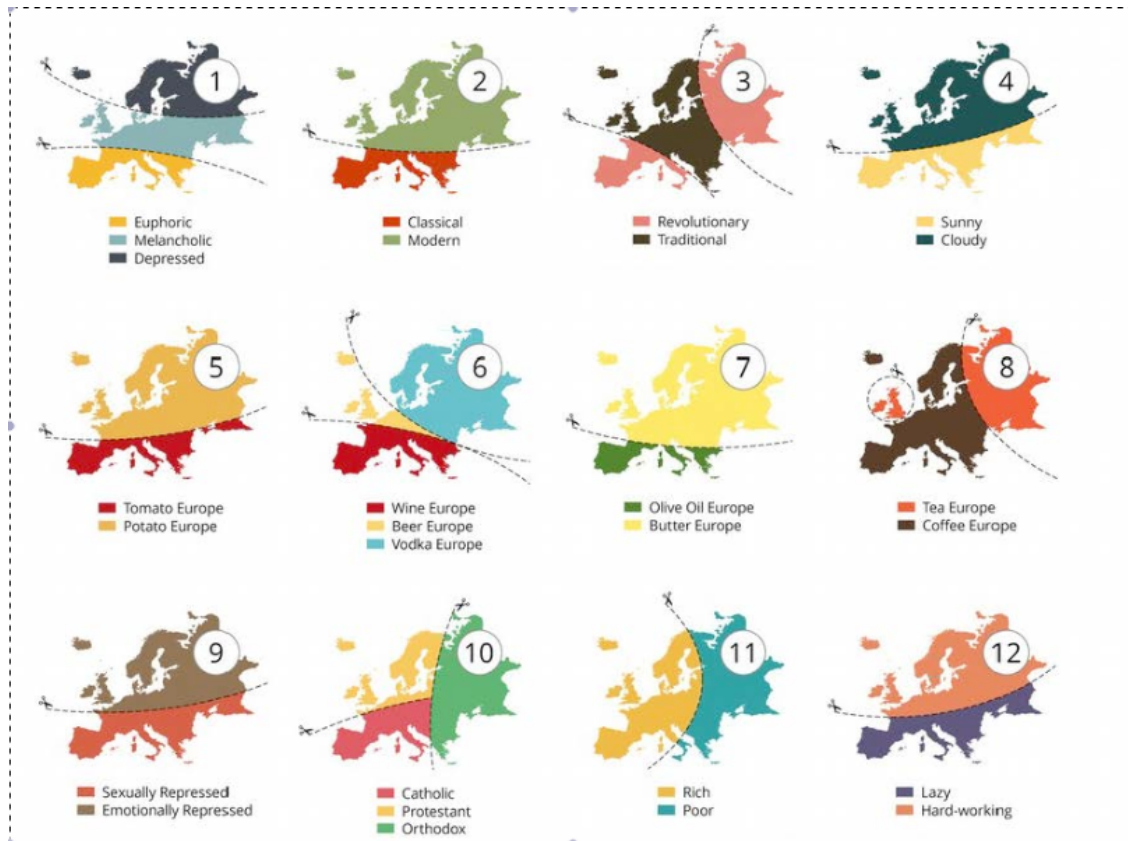 1
2
3
4
Euphoric
Melancholic
Depressed
Classical
Modern
Revolutionary
Traditional
Sunny
Cloudy
5
6
7
8
Tomato Europe
Potato Europe
Wine Europe
Beer Europe
Vodka Europe
Olive Oil Europe
Butter Europe
Tea Europe
Coffee Europe
9
10
11
12
Sexually Repressed
Emotionally Repressed
Catholic
Protestant
Orthodox
Rich
Poor
Lazy
Hard-working